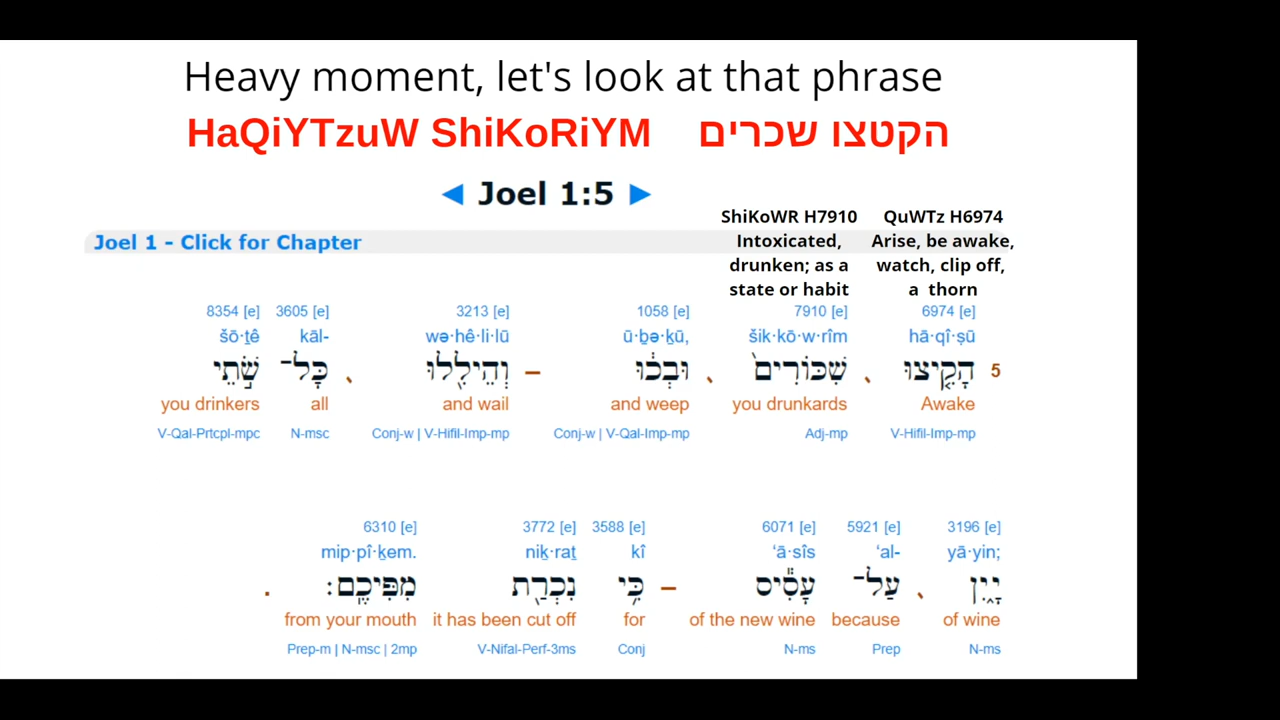 Heavy moment, let's look at that phrase
HaQiYTzuW ShiKoRiYM הקטצו שכרים
◄ Joel 1:5 ►
ShiKoWR H7910 QuWTz H6974
Joel 1 - Click for Chapter
Intoxicated, Arise, be awake,
drunken; as a watch, clip off,
state or habit a thorn
8354 [e] 3605 [e] 3213 [e] 1058 [e] 7910 [e] 6974 [e]
šō·ṯê kāl- wə·hê·li·lū ū·ḇə·ḵū, šik·kō·w·rîm hā·qî·ṣū
5 הָקִ֤יצוּ ، שִׁכּוֹרִים֙ ، וּבְכ֔וּ – וְהֵילִ֖לוּ ، כָּל־ שֹׁ֣תֵי
you drinkers all and wail and weep you drunkards Awake
V-Qal-Prtcpl-mpc N-msc Conj-w | V-Hifil-Imp-mp Conj-w | V-Qal-Imp-mp Adj-mp V-Hifil-Imp-mp
6310 [e] 3772 [e] 3588 [e] 6071 [e] 5921 [e] 3196 [e]
mip·pî·ḵem. niḵ·raṯ kî ‘ā·sîs ‘al- yā·yin;
יָ֑יִן ، עַל־ עָסִ֕יס – כִּ֥י נִכְרַ֖ת מִפִּיכֶֽם׃ .
from your mouth it has been cut off for of the new wine because of wine
Prep-m | N-msc | 2mp V-Nifal-Perf-3ms Conj N-ms Prep N-ms